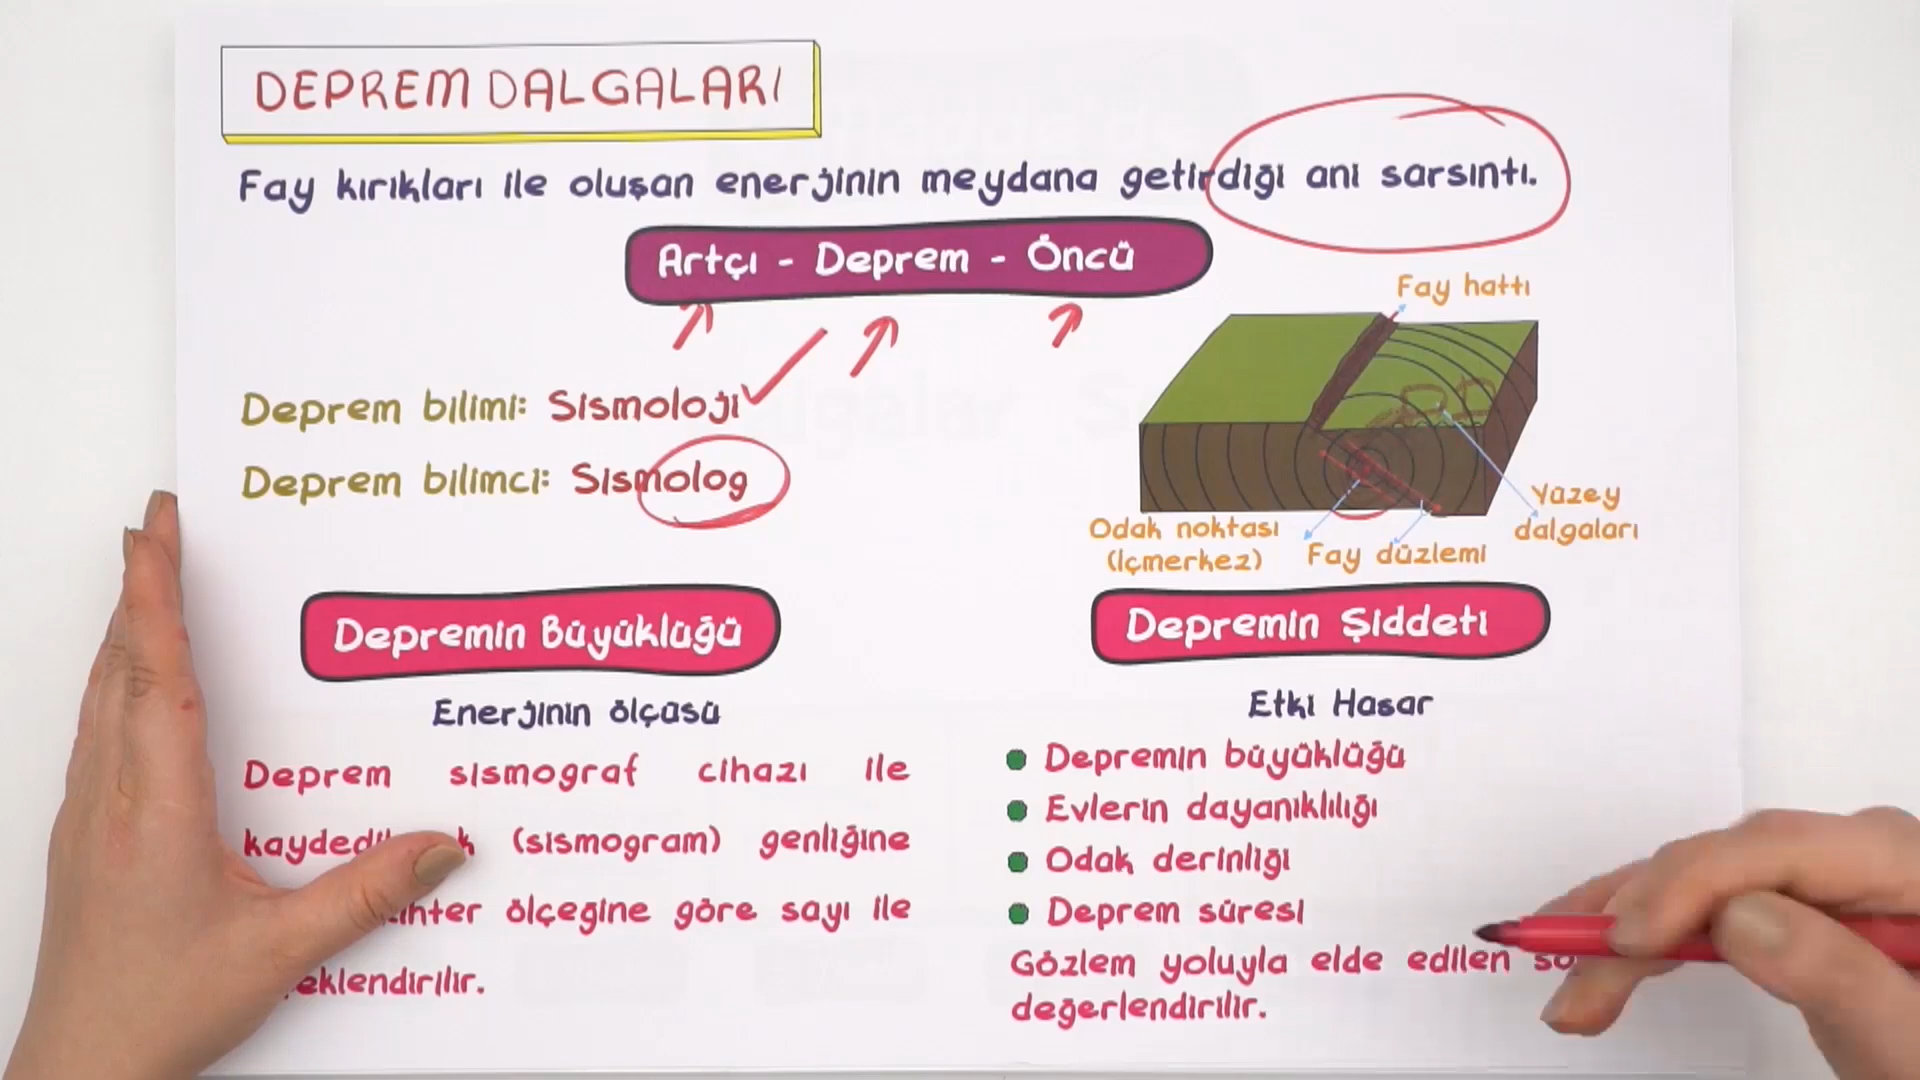 DEPREM DALGALARI
Fay kırıkları ile oluşan enerjinin meydana getirdiği ani sarsıntı.
Artçı - Deprem - Öncü
Fay hattı
Deprem bilimi: Sismoloji
Deprem bilimci: Sismolog
Yüzey
dalgaları
Odak noktası
(İçmerkez)
Fay düzlemi
Depremin Büyüklüğü
Enerjinin ölçüsü
Deprem sismograf cihazı ile
(sismogram) genliğine
ölçeğine göre sayı ile
Depremin Şiddeti
Etki Hasar
Depremin büyüklüğü
Evlerin dayanıklılığı
Odak derinliği
Deprem süresi
Gözlem yoluyla elde edilen
değerlendirilir.